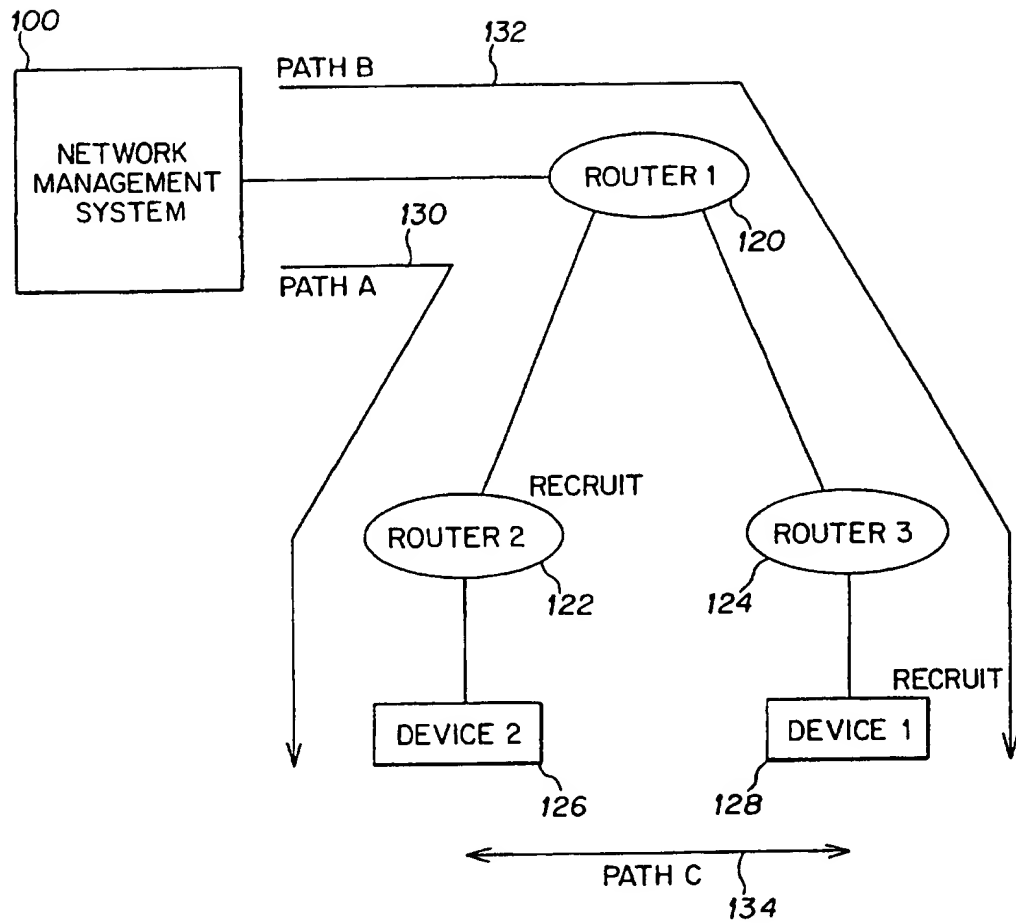 100
132
PATH B
NETWORK
MANAGEMENT
SYSTEM
ROUTER 1
120
130
PATH A
RECRUIT
ROUTER 2
ROUTER 3
122
124
RECRUIT
DEVICE 2
DEVICE 1
126
128
PATH C
134